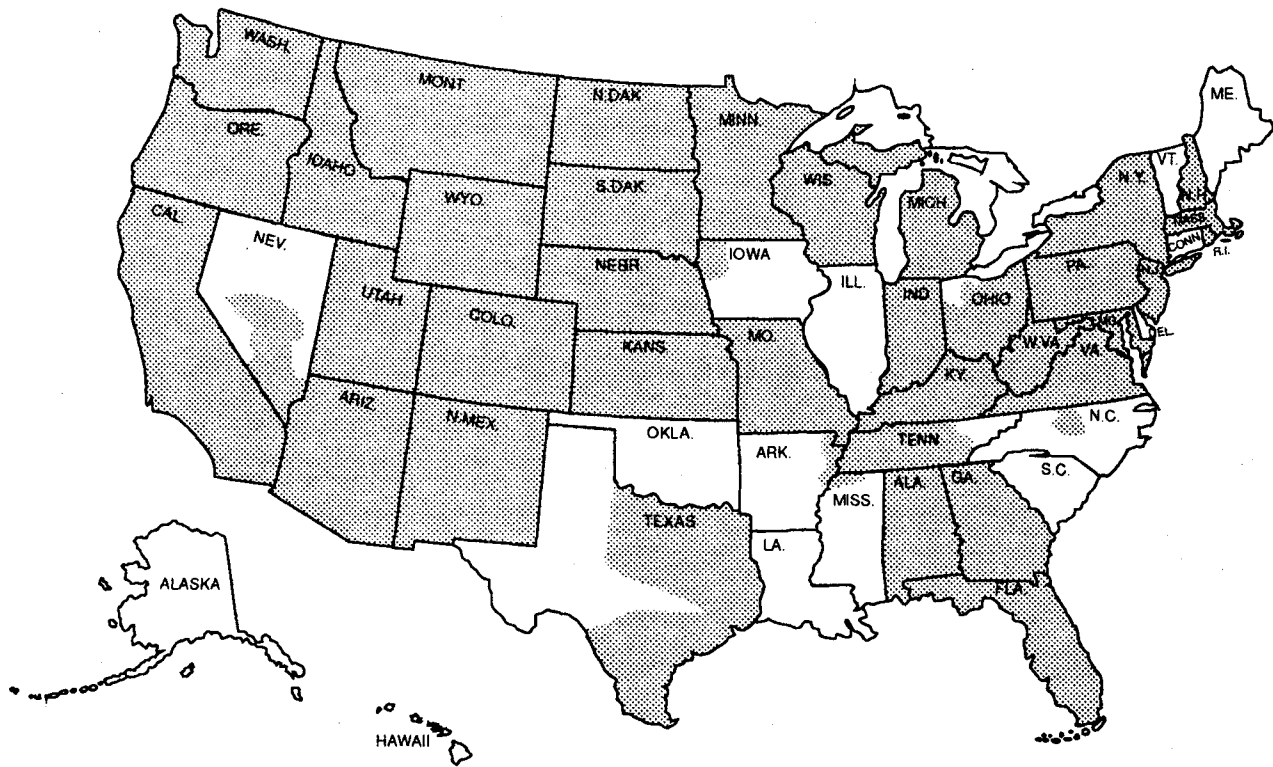 WASH.
MONT.
N.DAK.
MINN.
ME.
ORE.
IDAHO
S.DAK.
WIS.
MICH.
N.Y.
VT.
N.H.
MASS.
CONN.
R.I.
WYO.
CAL.
NEV.
NEBR.
IOWA
ILL.
IND.
OHIO
PA.
N.J.
UTAH
COLO.
KANS.
MO.
W.VA.
VA.
MD.
DEL.
KY.
ARIZ.
N-MEX.
OKLA.
ARK.
TENN.
N.C.
S.C.
TEXAS
LA.
MISS.
ALA.
GA.
FLA.
ALASKA
HAWAII